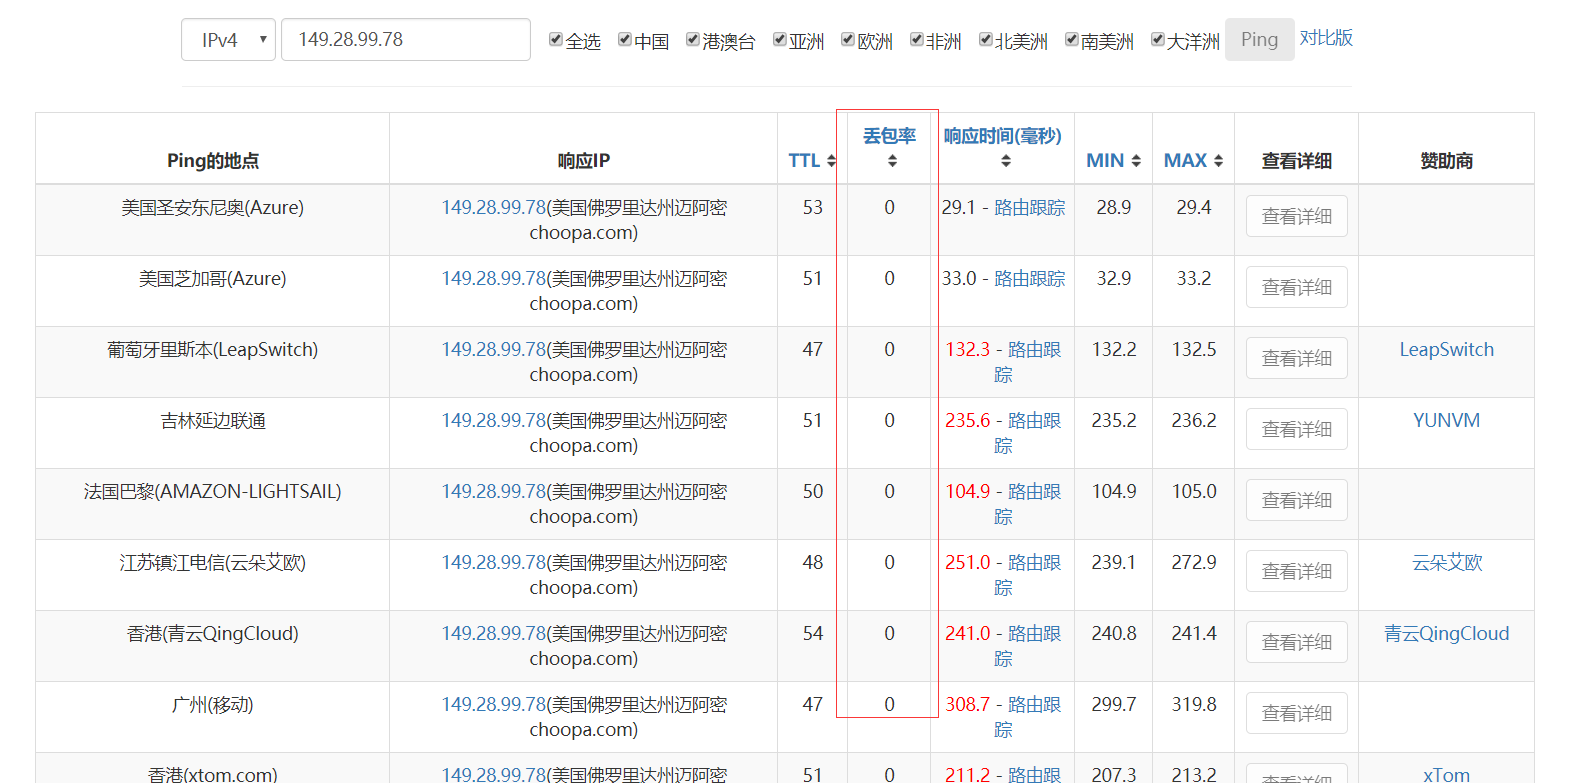 IPv4 149.28.99.78 全选 中国 港澳台 亚洲 欧洲 非洲 北美洲 南美洲 大洋洲 Ping 对比版
Ping的地点 响应IP TTL 丢包率 响应时间(毫秒) MIN MAX 查看详细 赞助商
美国圣安东尼奥(Azure) 149.28.99.78(美国佛罗里达州迈阿密 53 0 29.1 - 路由跟踪 28.9 29.4 查看详细
choopa.com)
美国芝加哥(Azure) 149.28.99.78(美国佛罗里达州迈阿密 51 0 33.0 - 路由跟踪 32.9 33.2 查看详细
choopa.com)
葡萄牙里斯本(LeapSwitch) 149.28.99.78(美国佛罗里达州迈阿密 47 0 132.3 - 路由跟 132.2 132.5 查看详细 LeapSwitch
choopa.com) 踪
吉林延边联通 149.28.99.78(美国佛罗里达州迈阿密 51 0 235.6 - 路由跟 235.2 236.2 查看详细 YUNVM
choopa.com) 踪
法国巴黎(AMAZON-LIGHTSAIL) 149.28.99.78(美国佛罗里达州迈阿密 50 0 104.9 - 路由跟 104.9 105.0 查看详细
choopa.com) 踪
江苏镇江电信(云朵艾欧) 149.28.99.78(美国佛罗里达州迈阿密 48 0 251.0 - 路由跟 239.1 272.9 查看详细 云朵艾欧
choopa.com) 踪
香港(青云QingCloud) 149.28.99.78(美国佛罗里达州迈阿密 54 0 241.0 - 路由跟 240.8 241.4 查看详细 青云QingCloud
choopa.com) 踪
广州(移动) 149.28.99.78(美国佛罗里达州迈阿密 47 0 308.7 - 路由跟 299.7 319.8 查看详细
choopa.com) 踪
香港(xtom.com) 149.28.99.78(美国佛罗里达州迈阿密 51 0 211.2 - 路由跟 207.3 213.2 查看详细 xTom